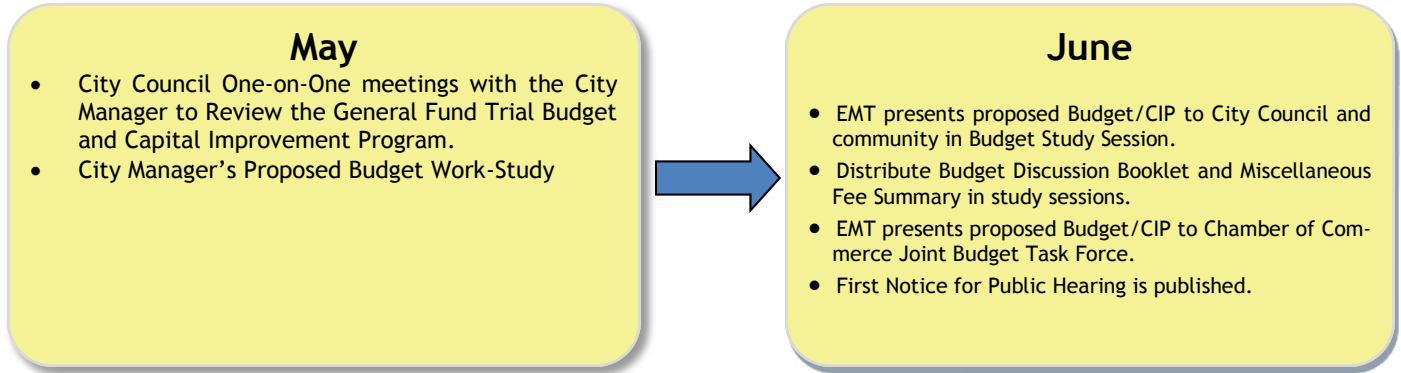 May
• City Council One-on-One meetings with the City
Manager to Review the General Fund Trial Budget
and Capital Improvement Program.
• City Manager’s Proposed Budget Work-Study
June
• EMT presents proposed Budget/CIP to City Council and
community in Budget Study Session.
• Distribute Budget Discussion Booklet and Miscellaneous
Fee Summary in study sessions.
• EMT presents proposed Budget/CIP to Chamber of Com-
merce Joint Budget Task Force.
• First Notice for Public Hearing is published.